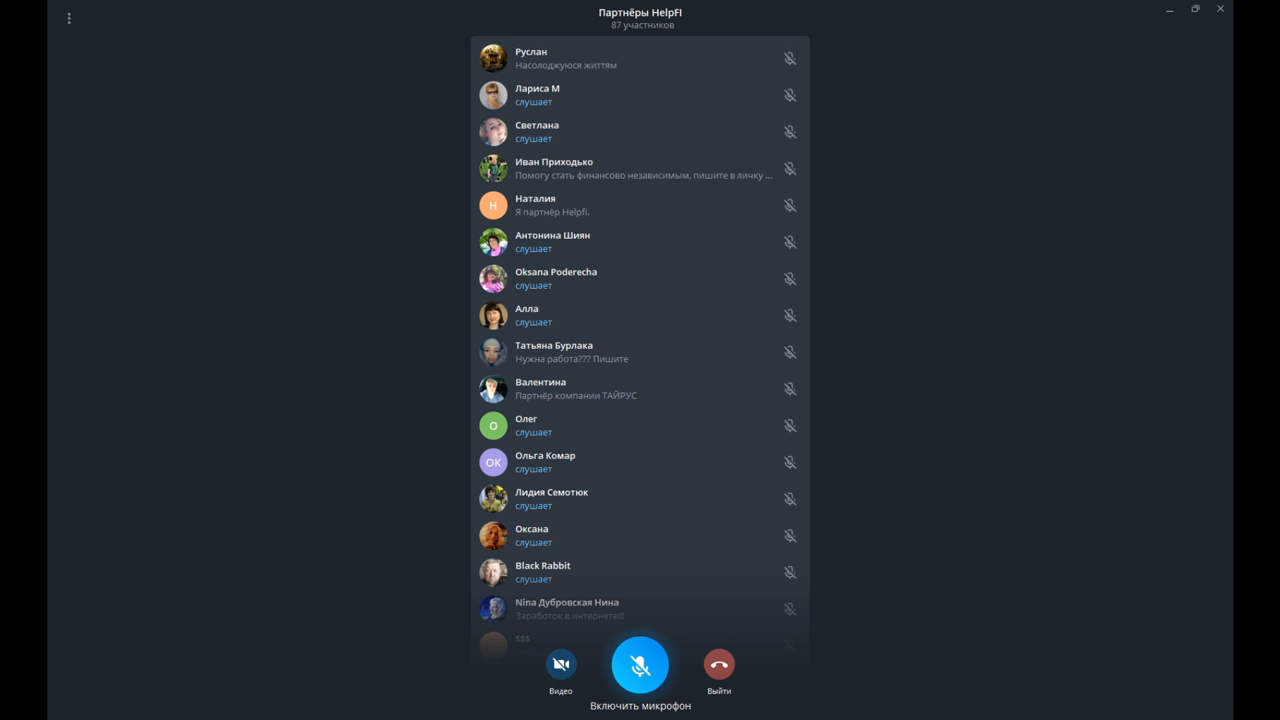 Партнёры HelpFI
87 участников
Руслан
Насолоджуюся життям
Лариса М
слушает
Светлана
слушает
Иван Приходько
Помогу стать финансово независимым, пишите в личку ...
Наталия
Н
Я партнёр Helpfi.
Антонина Шиян
слушает
Oksana Poderecha
слушает
Алла
слушает
Татьяна Бурлака
Нужна работа??? Пишите
Валентина
Партнёр компании ТАЙРУС
Олег
О
слушает
Ольга Комар
ОК
слушает
Лидия Семотюк
слушает
Оксана
слушает
Black Rabbit
слушает
Nina Дубровская Нина
Заработок в интернете!!!
sss
Видео
Выйти
Включить микрофон